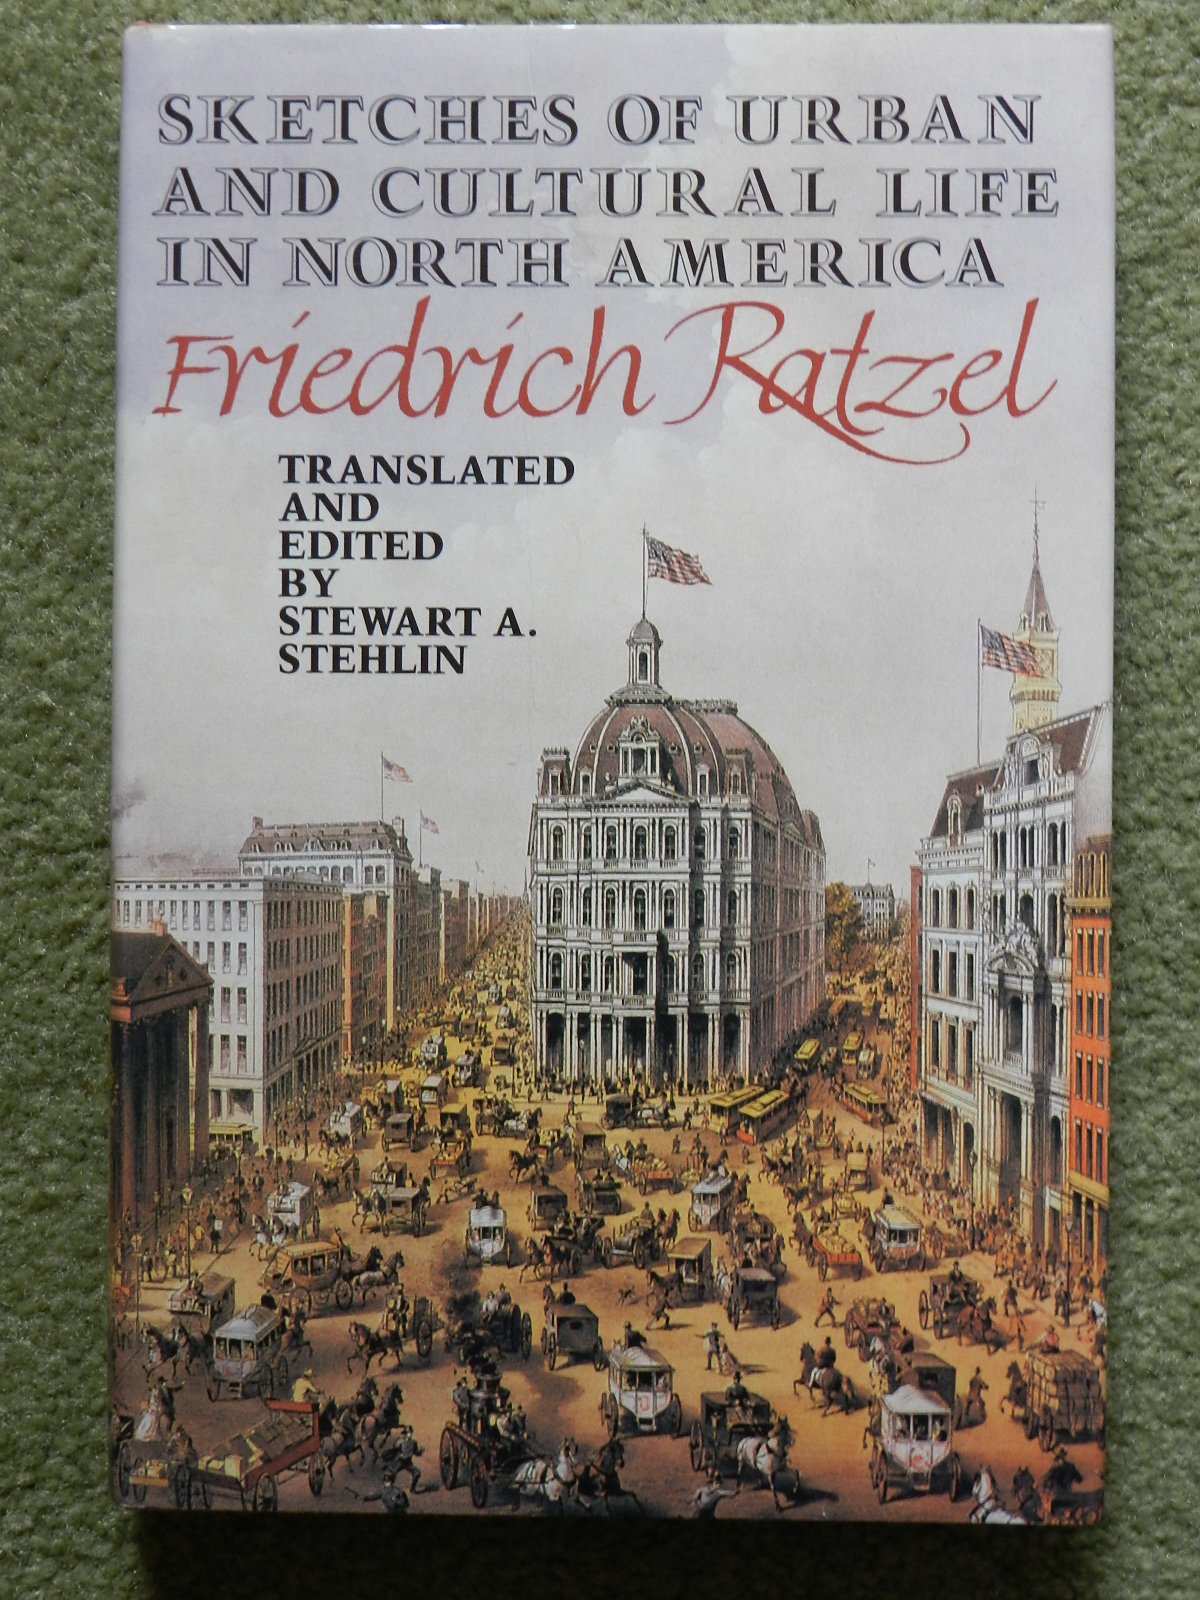 SKETCHES OF URBAN
AND CULTURAL LIFE
IN NORTH AMERICA
Friedrich Ratzel
TRANSLATED
AND
EDITED
BY
STEWART A.
STEHLIN